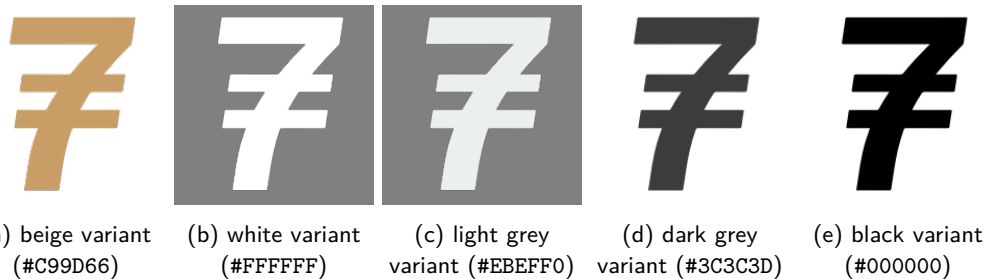 ) beige variant
(#C99D66)
(b) white variant
(#FFFFFF)
(c) light grey
variant (#EBEFF0)
(d) dark grey
variant (#3C3C3D)
(e) black variant
(#000000)